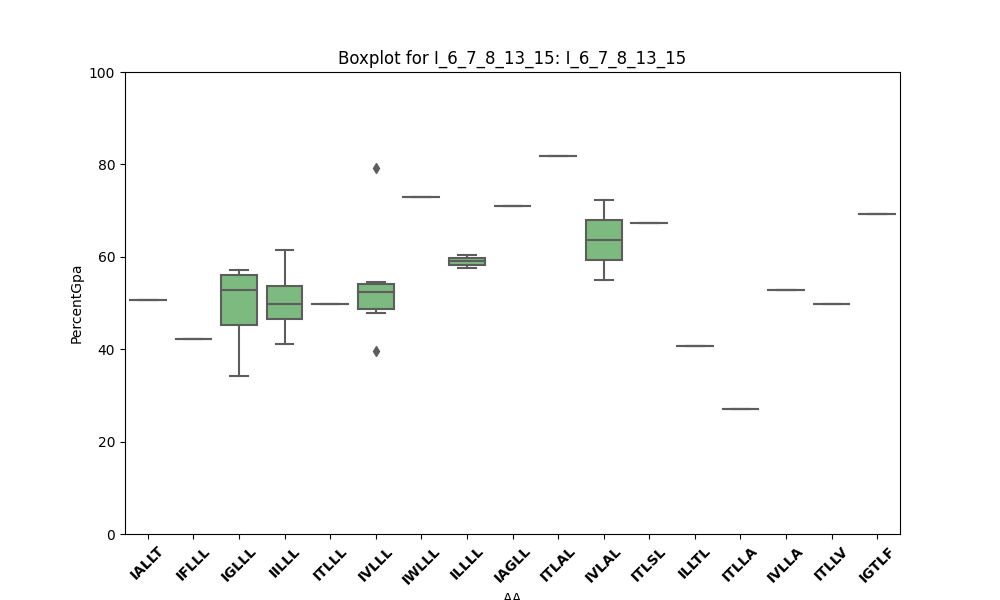 Boxplot for I_6_7_8_13_15: I_6_7_8_13_15
100
80
60
40
20
0
PercentGpa
IALLT IFLLL IGLLL IILLL ITLLL IVLLL IWLLL ILLLL IAGLL ITLAL IVLAL ITLSL ILLTL ITLLA IVLLA ITLLV IGTLF
AA